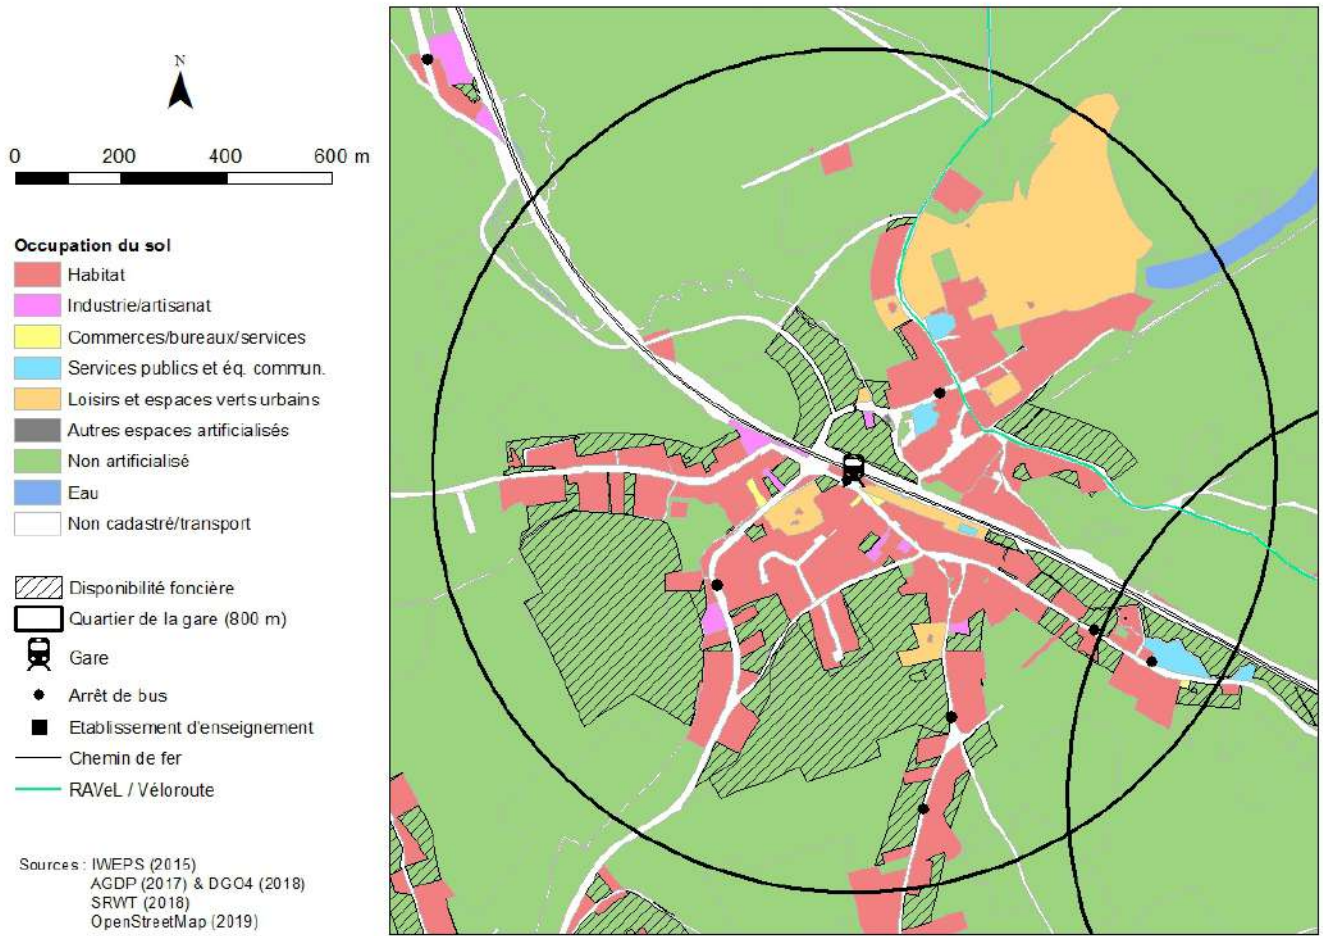 N
0 200 400 600 m
Occupation du sol
Habitat
Industrie/artisanat
Commerces/bureaux/services
Services publics et éq. commun.
Loisirs et espaces verts urbains
Autres espaces artificialisés
Non artificialisé
Eau
Non cadastré/transport
Disponibilité foncière
Quartier de la gare (800 m)
Gare
Arrêt de bus
Etablissement d'enseignement
Chemin de fer
RAVeL / Véloroute
Sources : IWEPS (2015)
AGDP (2017) & DGO4 (2018)
SRWT (2018)
OpenStreetMap (2019)